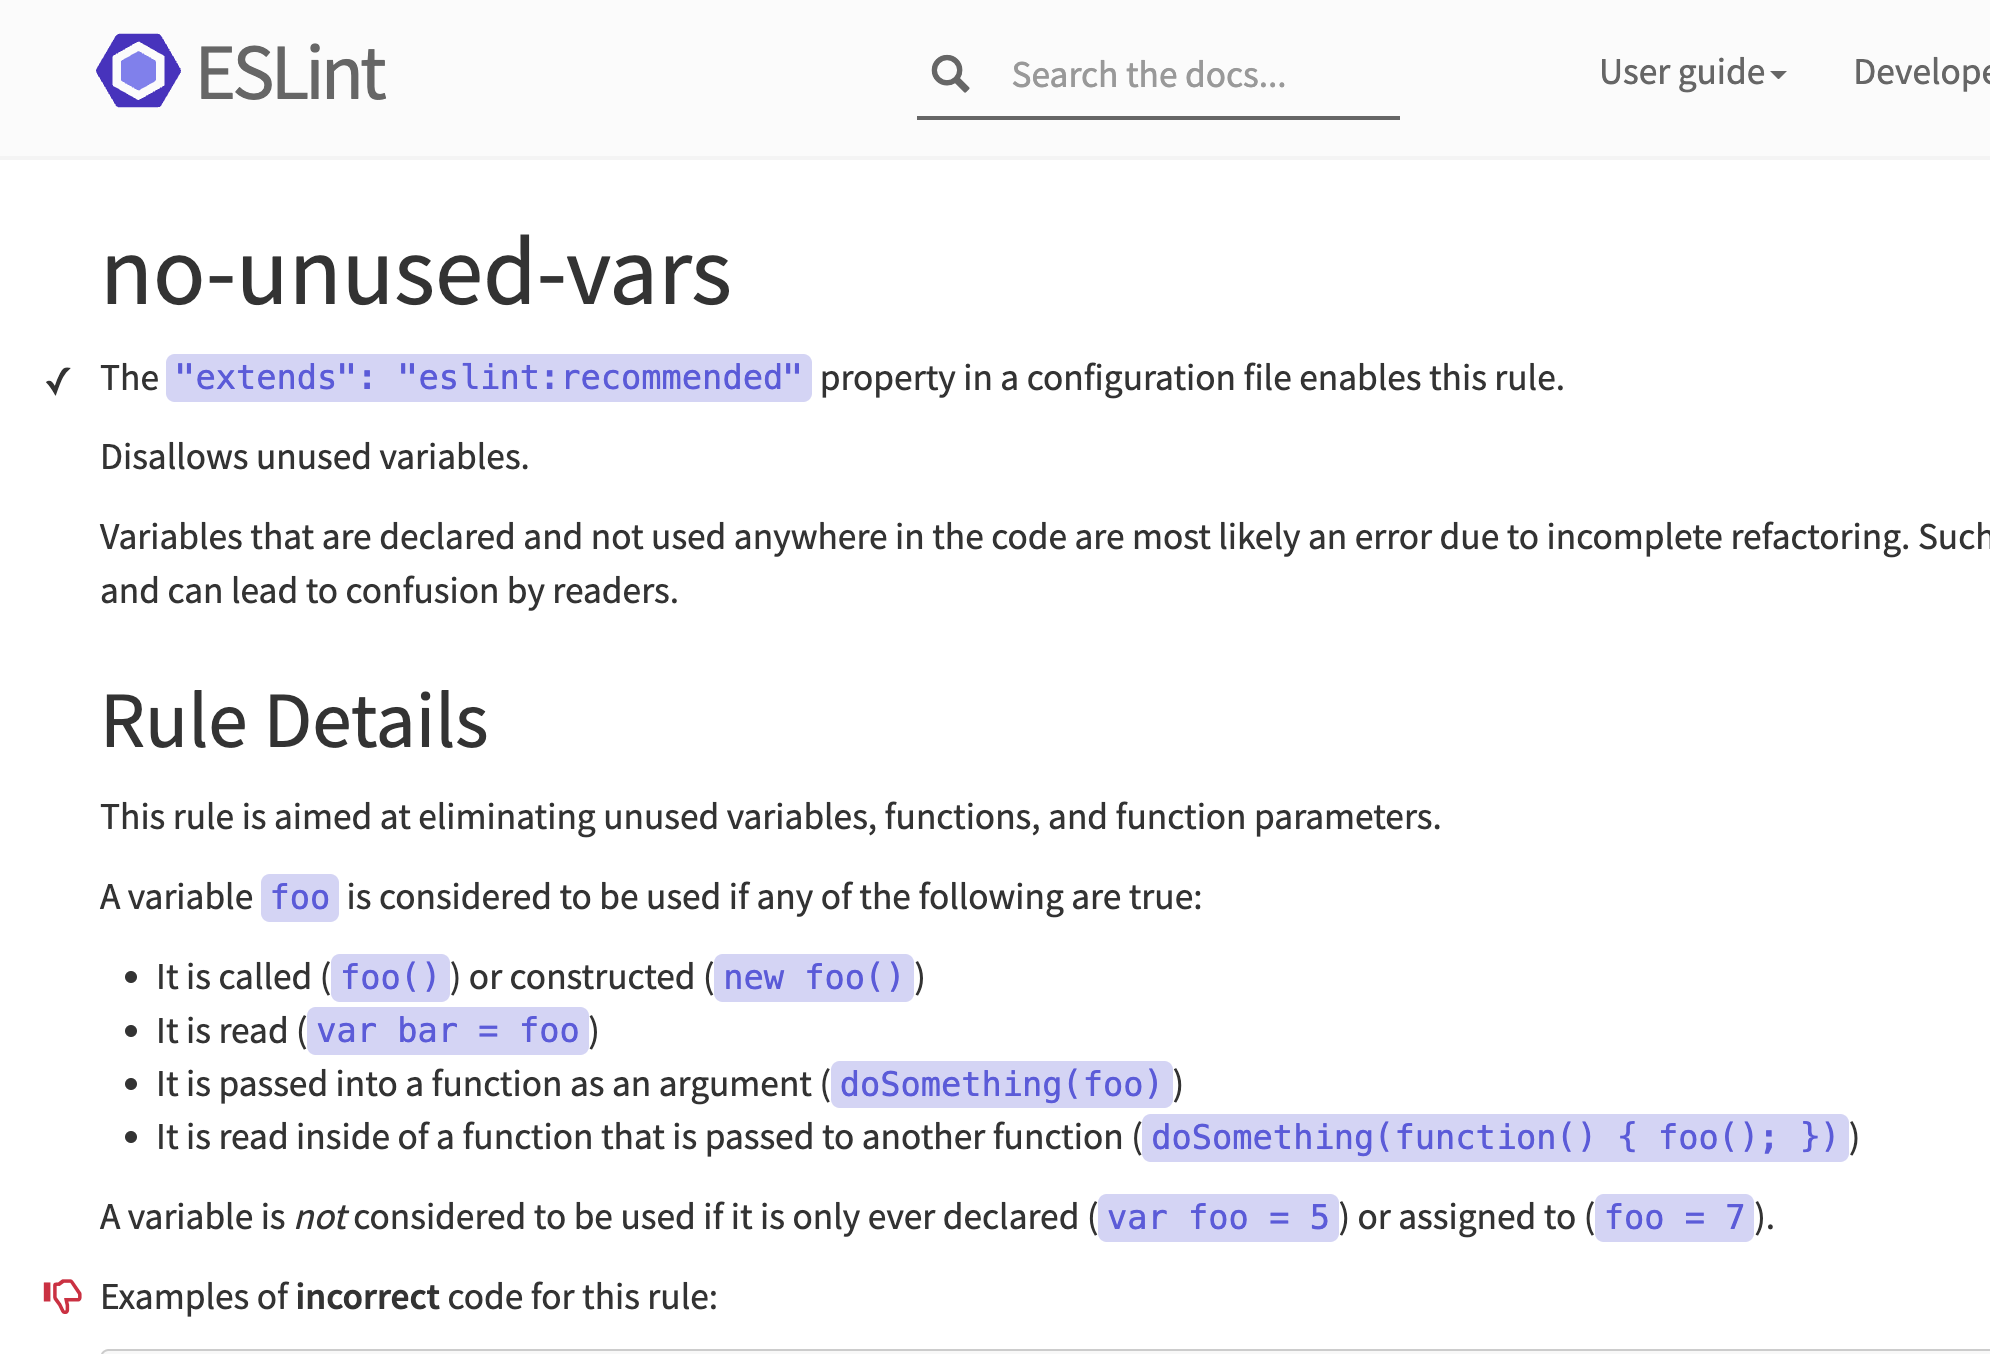 ESLint
Search the docs...
User guide
Develope
no-unused-vars
✓ The "extends": "eslint:recommended" property in a configuration file enables this rule.
Disallows unused variables.
Variables that are declared and not used anywhere in the code are most likely an error due to incomplete refactoring. Such
and can lead to confusion by readers.
Rule Details
This rule is aimed at eliminating unused variables, functions, and function parameters.
A variable foo is considered to be used if any of the following are true:
• It is called (foo()) or constructed (new foo())
• It is read (var bar = foo)
• It is passed into a function as an argument (doSomething(foo))
• It is read inside of a function that is passed to another function (doSomething(function() { foo(); }))
A variable is not considered to be used if it is only ever declared (var foo = 5) or assigned to (foo = 7).
Examples of incorrect code for this rule: